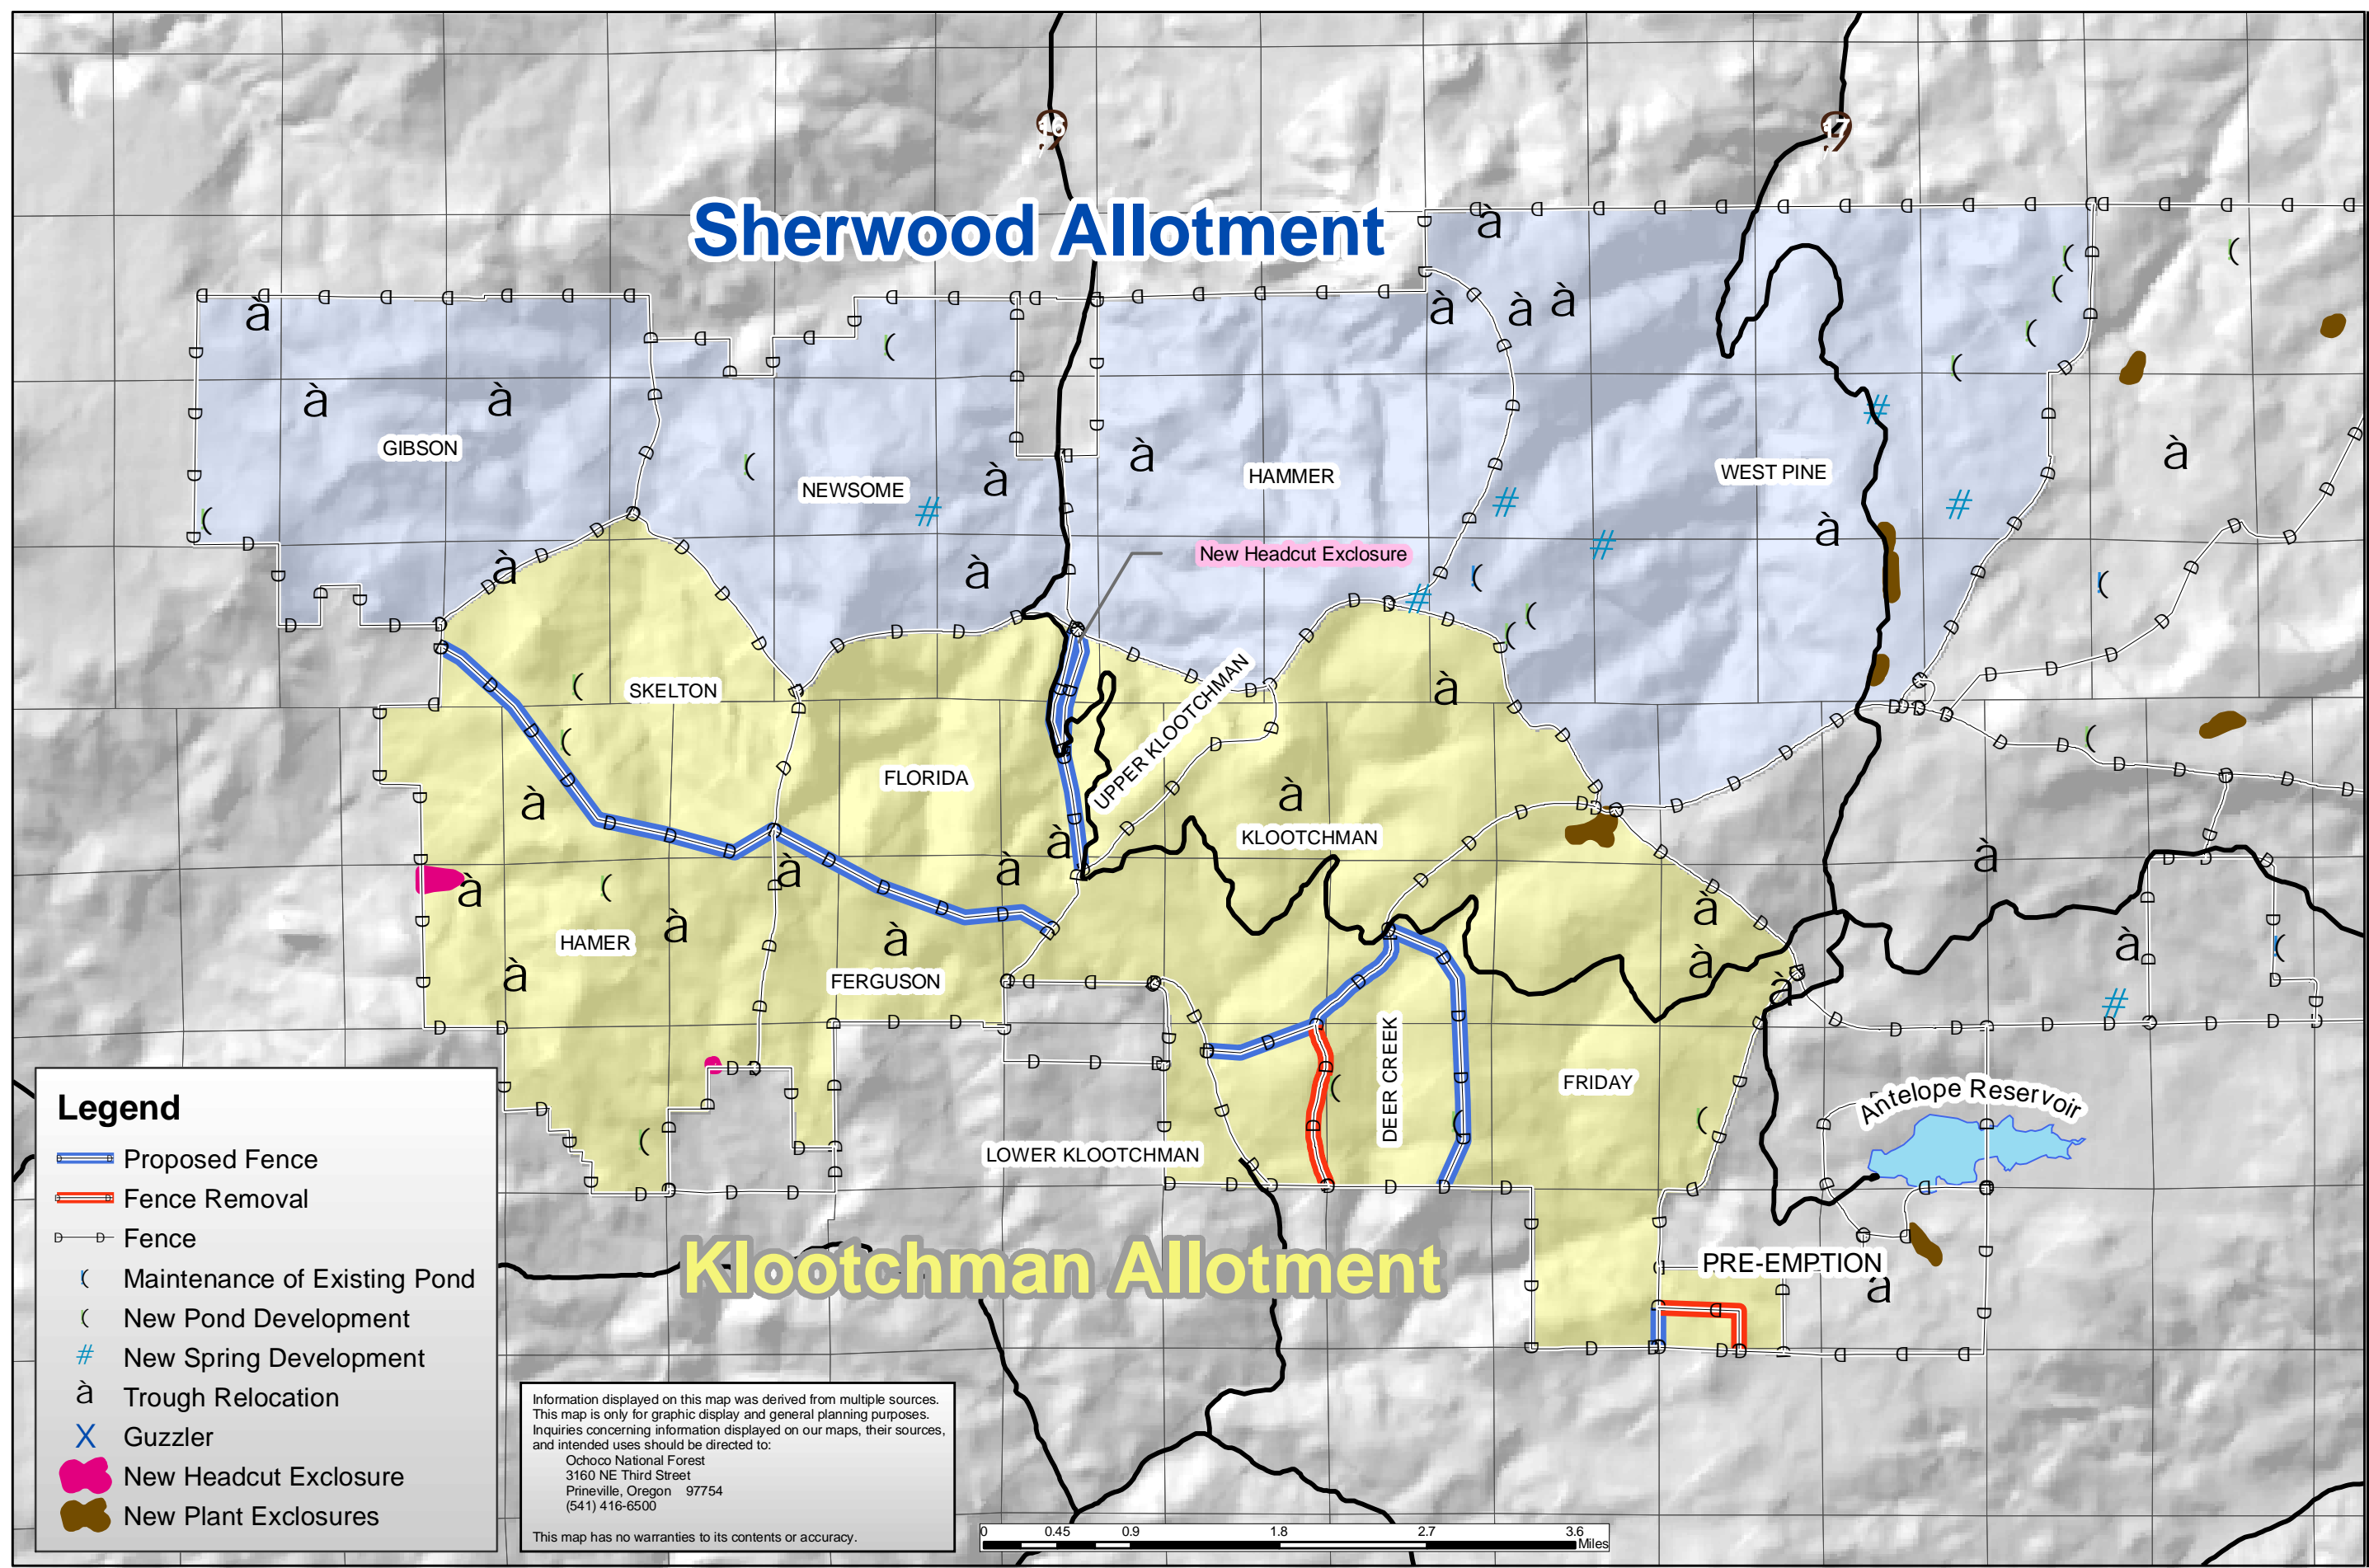 16
17
Sherwood Allotment
GIBSON
NEWSOME
HAMMER
WEST PINE
New Headcut Exclosure
SKELTON
UPPER KLOOTCHMAN
FLORIDA
KLOOTCHMAN
HAMER
FERGUSON
DEER CREEK
FRIDAY
LOWER KLOOTCHMAN
Antelope Reservoir
PRE-EMPTION
Klootchman Allotment
Legend
Proposed Fence
Fence Removal
Fence
Maintenance of Existing Pond
New Pond Development
# New Spring Development
à Trough Relocation
X Guzzler
New Headcut Exclosure
New Plant Exclosures
Information displayed on this map was derived from multiple sources.
This map is only for graphic display and general planning purposes.
Inquiries concerning information displayed on our maps, their sources,
and intended uses should be directed to:
Ochoco National Forest
3160 NE Third Street
Prineville, Oregon 97754
(541) 416-6500
This map has no warranties to its contents or accuracy.
0 0.45 0.9 1.8 2.7 3.6
Miles